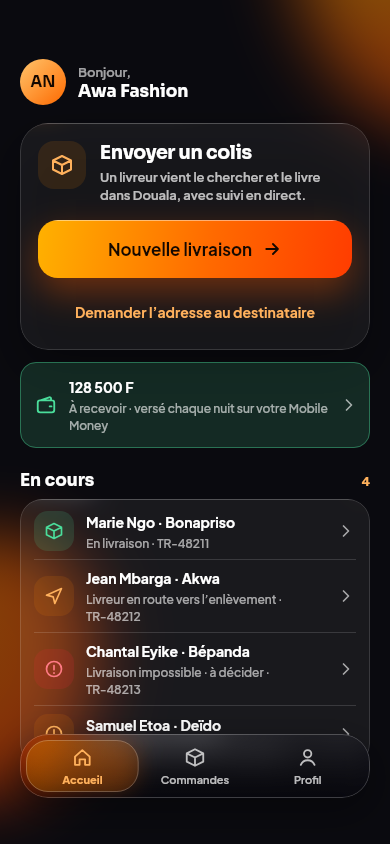 AN
Bonjour,
Awa Fashion
Envoyer un colis
Un livreur vient le chercher et le livre
dans Douala, avec suivi en direct.
Nouvelle livraison →
Demander l’adresse au destinataire
128 500 F
À recevoir · versé chaque nuit sur votre Mobile
Money
En cours
4
Marie Ngo · Bonapriso
En livraison · TR-48211
Jean Mbarga · Akwa
Livreur en route vers l’enlèvement ·
TR-48212
Chantal Eyike · Bépanda
Livraison impossible · à décider ·
TR-48213
Samuel Etoa · Deïdo
Accueil
Commandes
Profil